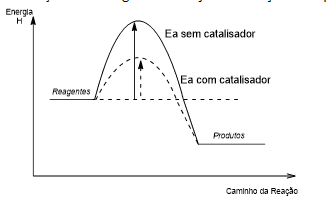 Energia
H
Ea sem catalisador
Ea com catalisador
Reagentes
Produtos
Caminho da Reação